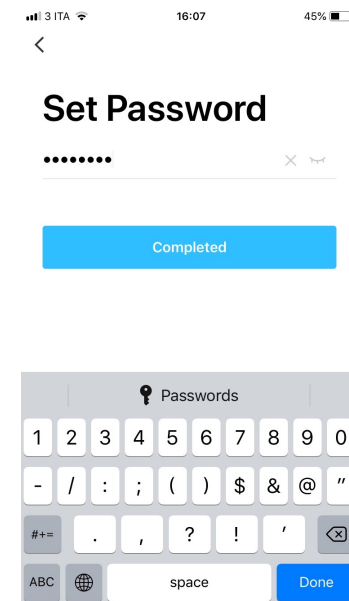 3 ITA 16:07 45%
Set Password
••••••••
Completed
Passwords
1 2 3 4 5 6 7 8 9 0
- / : ; ( ) $ & @ "
#+= . , ? ! '
ABC space Done